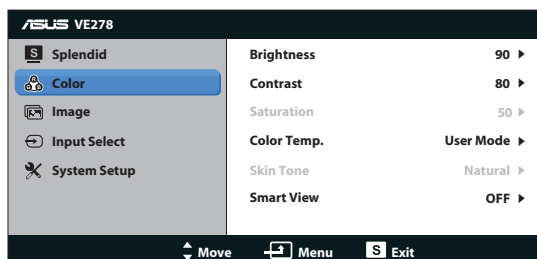 ASUS VE278
S Splendid
Color
Image
Input Select
System Setup
Brightness 90
Contrast 80
Saturation 50
Color Temp. User Mode
Skin Tone Natural
Smart View OFF
Move Menu S Exit